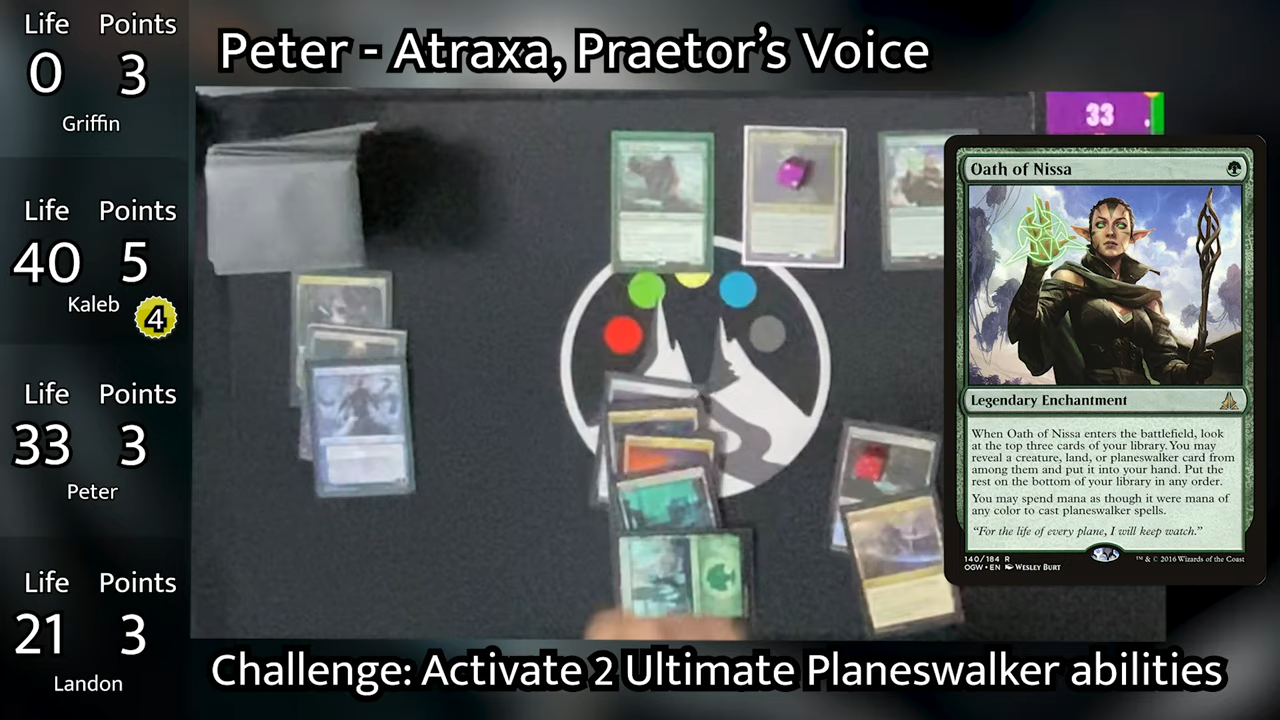 Life Points
0 3
Griffin
Life Points
40 5
Kaleb
4
Life Points
33 3
Peter
Life Points
21 3
Landon
Peter - Atraxa, Praetor's Voice
33
Oath of Nissa
Legendary Enchantment
When Oath of Nissa enters the battlefield, look
at the top three cards of your library. You may
reveal a creature, land, or planeswalker card from
among them and put it into your hand. Put the
rest on the bottom of your library in any order.
You may spend mana as though it were mana of
any color to cast planeswalker spells.
"For the life of every plane, I will keep watch."
140/184 R
OGW • EN Wesley Burt
™ & © 2016 Wizards of the Coast
Challenge: Activate 2 Ultimate Planeswalker abilities